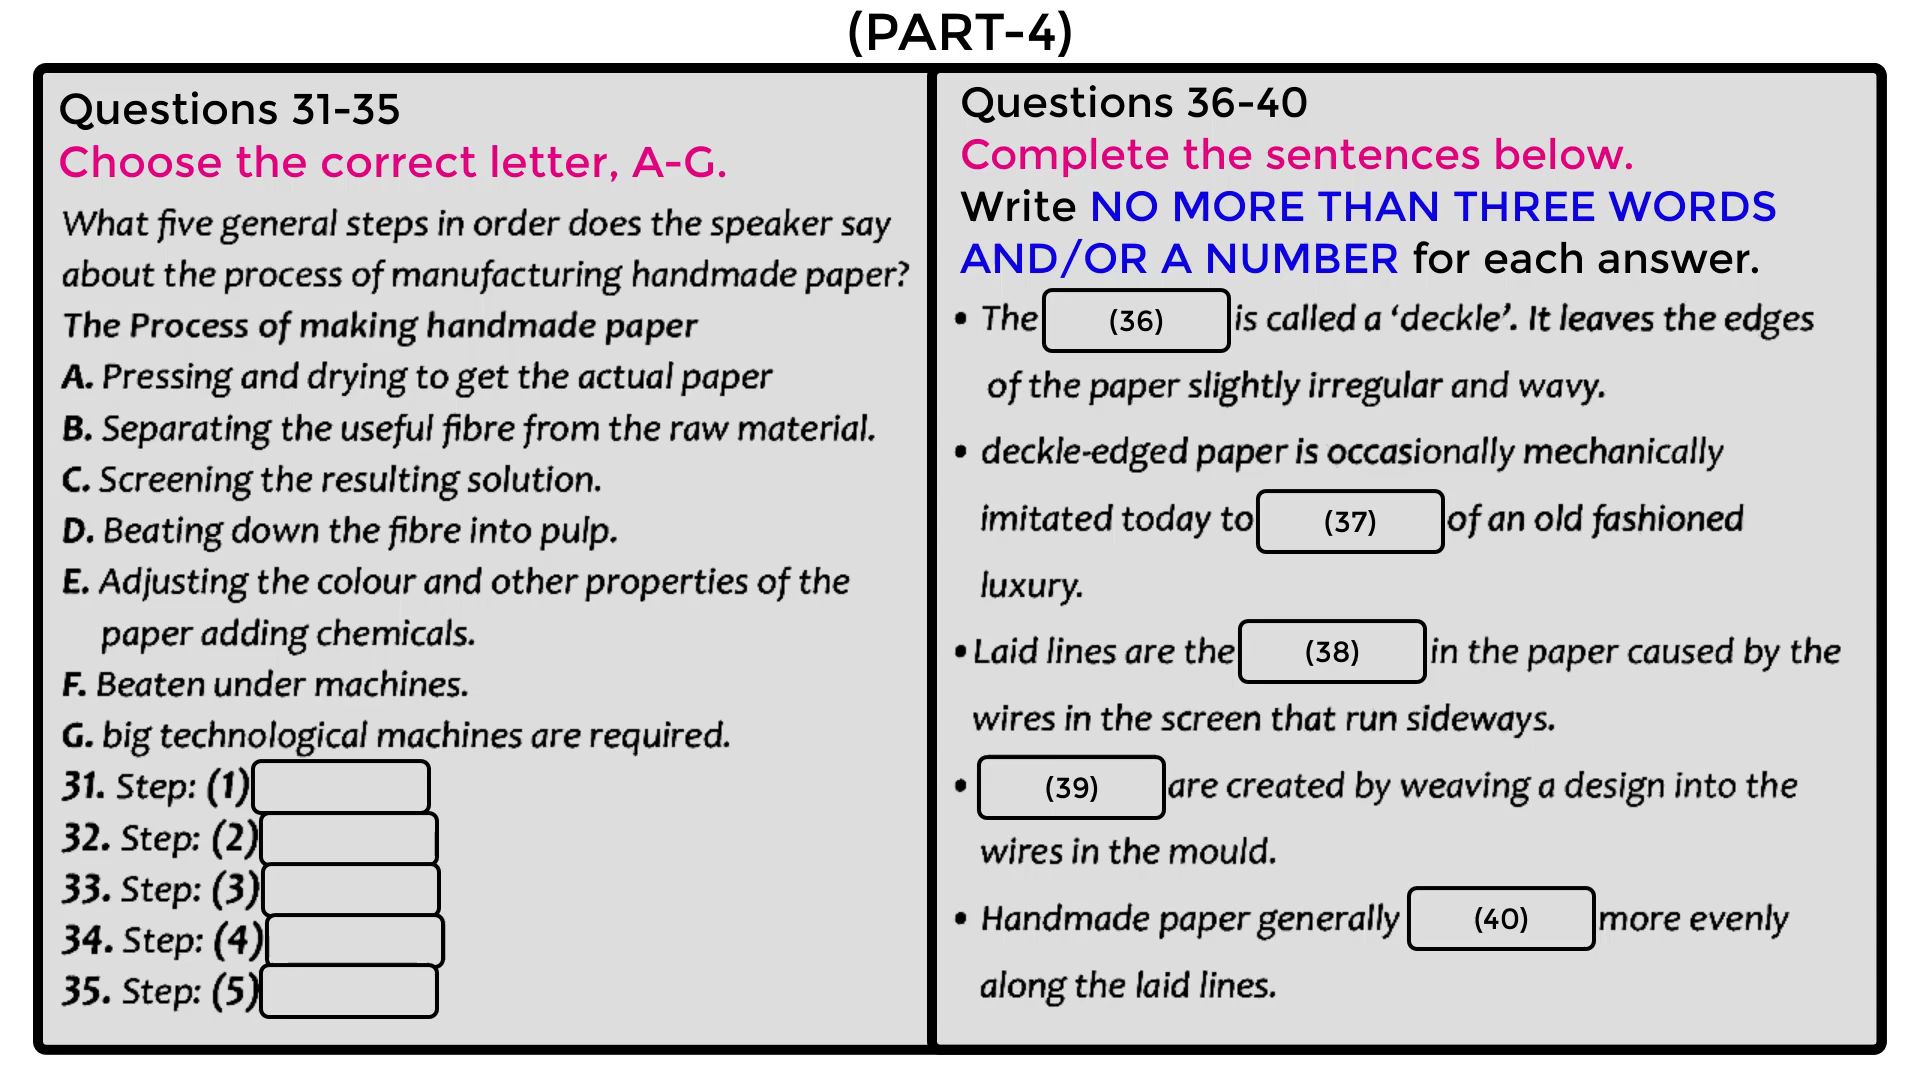 (PART-4)
Questions 31-35
Choose the correct letter, A-G.
What five general steps in order does the speaker say
about the process of manufacturing handmade paper?
The Process of making handmade paper
A. Pressing and drying to get the actual paper
B. Separating the useful fibre from the raw material.
C. Screening the resulting solution.
D. Beating down the fibre into pulp.
E. Adjusting the colour and other properties of the
paper adding chemicals.
F. Beaten under machines.
G. big technological machines are required.
31. Step: (1)
32. Step: (2)
33. Step: (3)
34. Step: (4)
35. Step: (5)
Questions 36-40
Complete the sentences below.
Write NO MORE THAN THREE WORDS
AND/OR A NUMBER for each answer.
• The (36) is called a ‘deckle’. It leaves the edges
of the paper slightly irregular and wavy.
• deckle-edged paper is occasionally mechanically
imitated today to (37) of an old fashioned
luxury.
• Laid lines are the (38) in the paper caused by the
wires in the screen that run sideways.
• (39) are created by weaving a design into the
wires in the mould.
• Handmade paper generally (40) more evenly
along the laid lines.